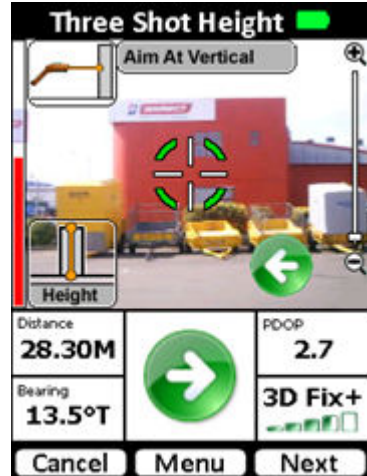 Three Shot Height
Aim At Vertical
Height
Distance
28.30M
PDOP
2.7
Bearing
13.5°T
3D Fix+
Cancel
Menu
Next